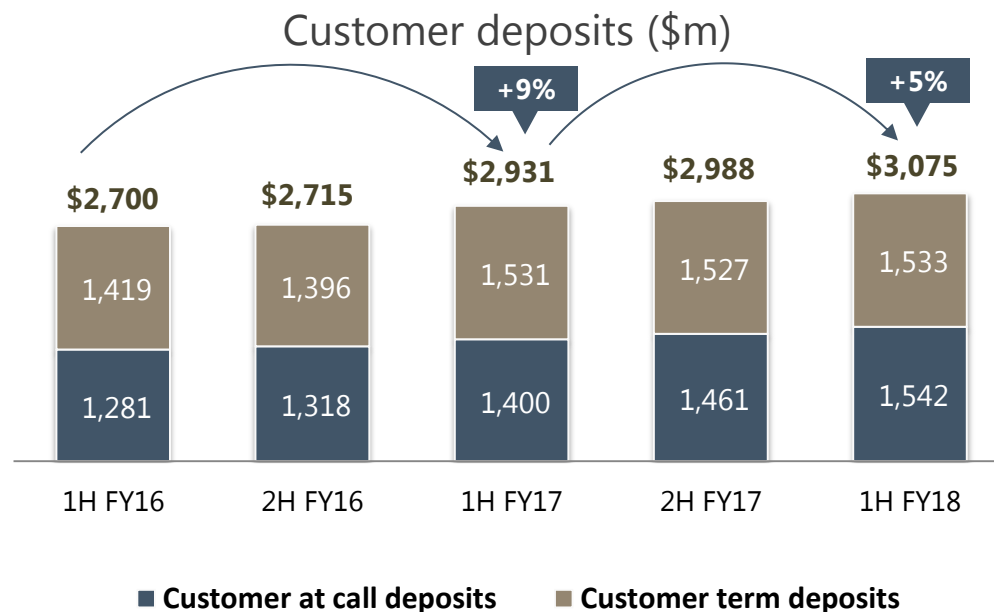 Customer deposits ($m)
+9%
+5%
$2,700
$2,715
$2,931
$2,988
$3,075
1,419
1,396
1,531
1,527
1,533
1,281
1,318
1,400
1,461
1,542
1H FY16
2H FY16
1H FY17
2H FY17
1H FY18
Customer at call deposits
Customer term deposits